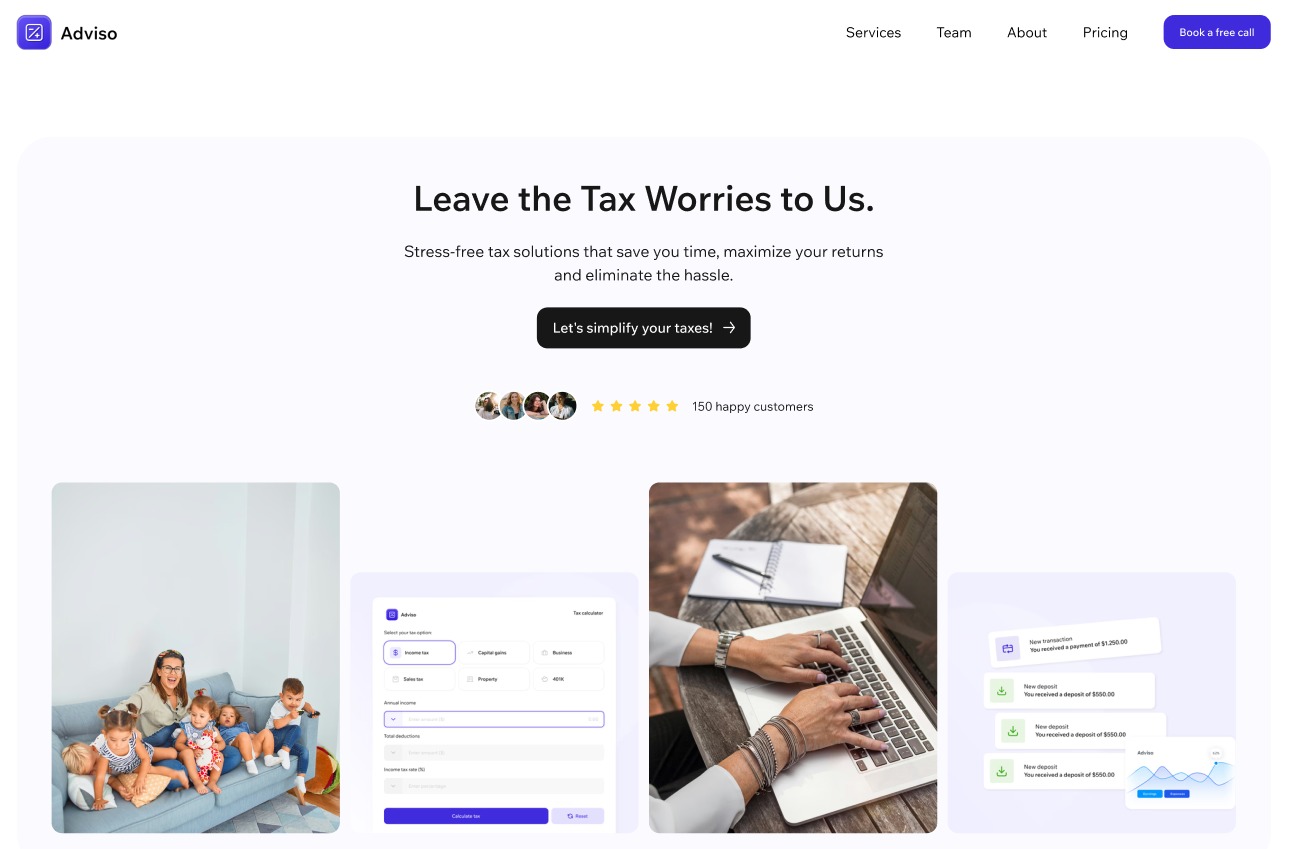 Adviso
Services
Team
About
Pricing
Book a free call
Leave the Tax Worries to Us.
Stress-free tax solutions that save you time, maximize your returns
and eliminate the hassle.
Let's simplify your taxes!
150 happy customers
Adviso
Tax calculator
Select your tax option
Income tax
Capital gains
Business
Sales tax
Property
401K
Annual income
Total deductions
Income tax rate (%)
Calculate tax
Reset
New transaction
You received a payment of $1.250.00
New deposit
You received a deposit of $550.00
New deposit
You received a deposit of $550.00
New deposit
You received a deposit of $550.00
Adviso